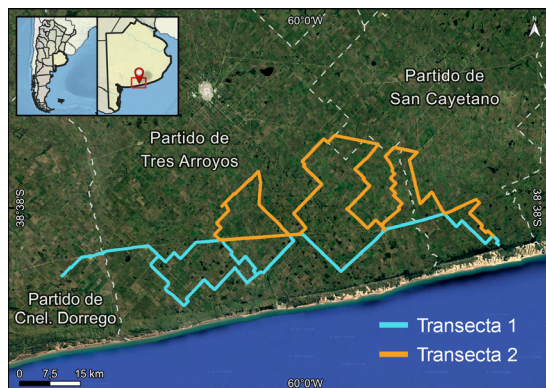 60°0'W
N
Partido de
San Cayetano
Partido de
Tres Arroyos
38°38'S
38°38'S
Partido de
Cnel. Dorrego
Transecta 1
Transecta 2
0 7.5 15 km
60°0'W